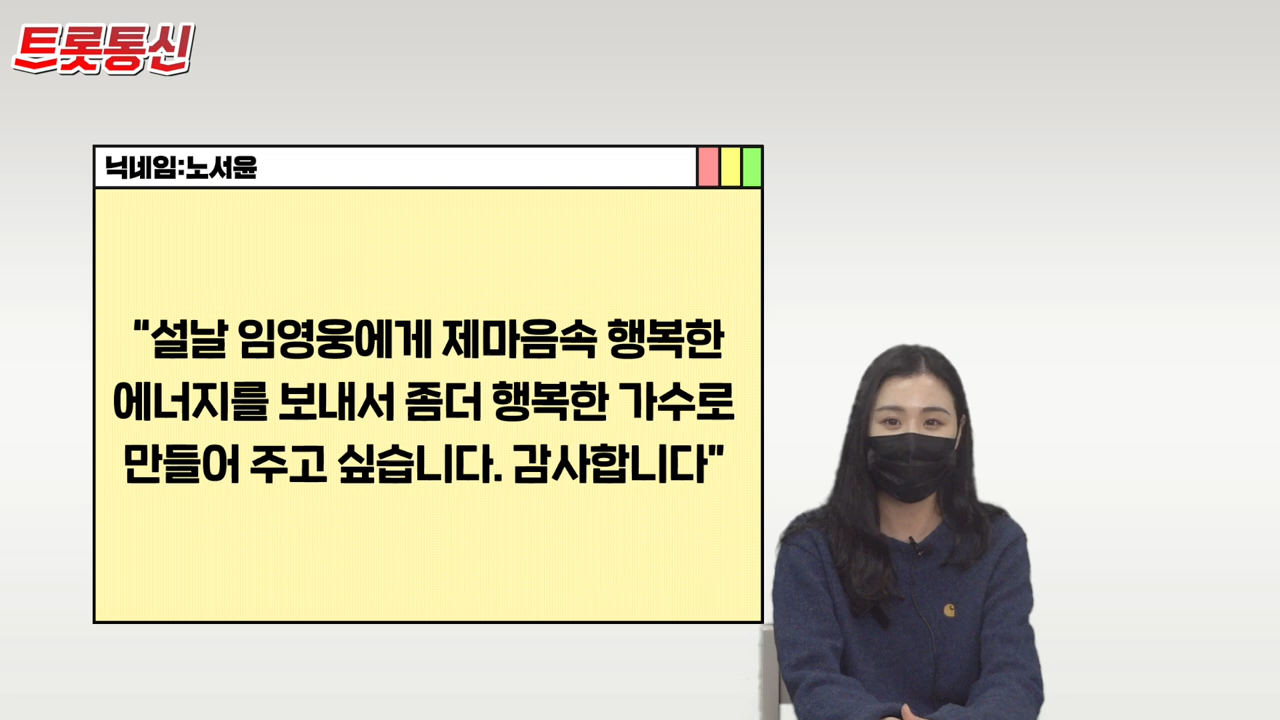 트롯통신
닉네임:노서윤
“설날 임영웅에게 제마음속 행복한
에너지를 보내서 좀더 행복한 가수로
만들어 주고 싶습니다. 감사합니다”